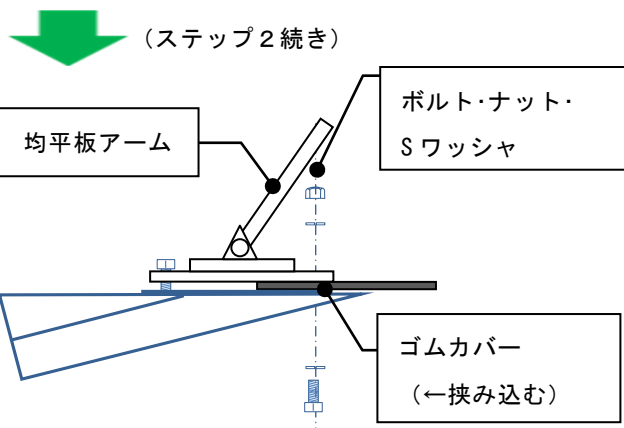 （ステップ２続き）
均平板アーム
ボルト･ナット･
Ｓワッシャ
ゴムカバー
（←挟み込む）